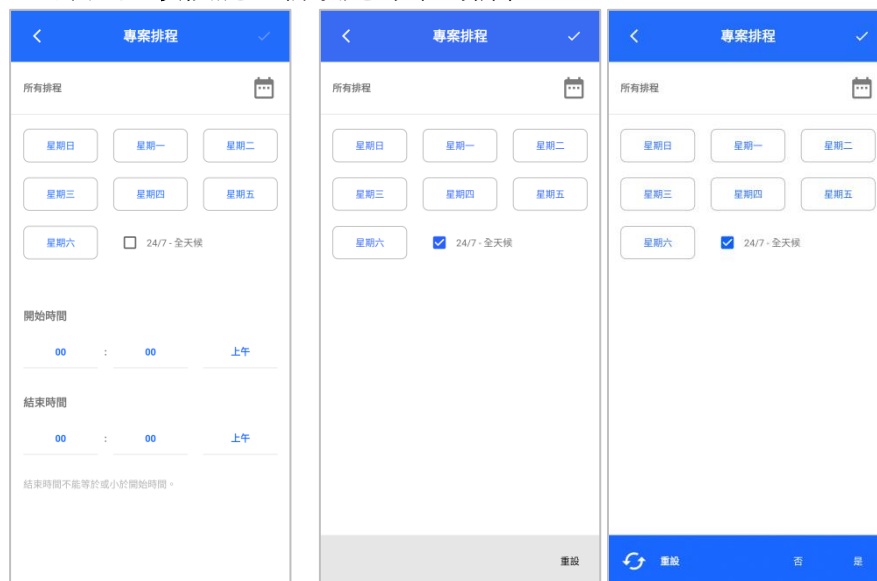 專案排程
所有排程
星期日 星期一 星期二
星期三 星期四 星期五
星期六 24/7 - 全天候
開始時間
00 : 00 上午
結束時間
00 : 00 上午
結束時間不能等於或小於開始時間。
專案排程
所有排程
星期日 星期一 星期二
星期三 星期四 星期五
星期六 24/7 - 全天候
重設
專案排程
所有排程
星期日 星期一 星期二
星期三 星期四 星期五
星期六 24/7 - 全天候
重設 否 是